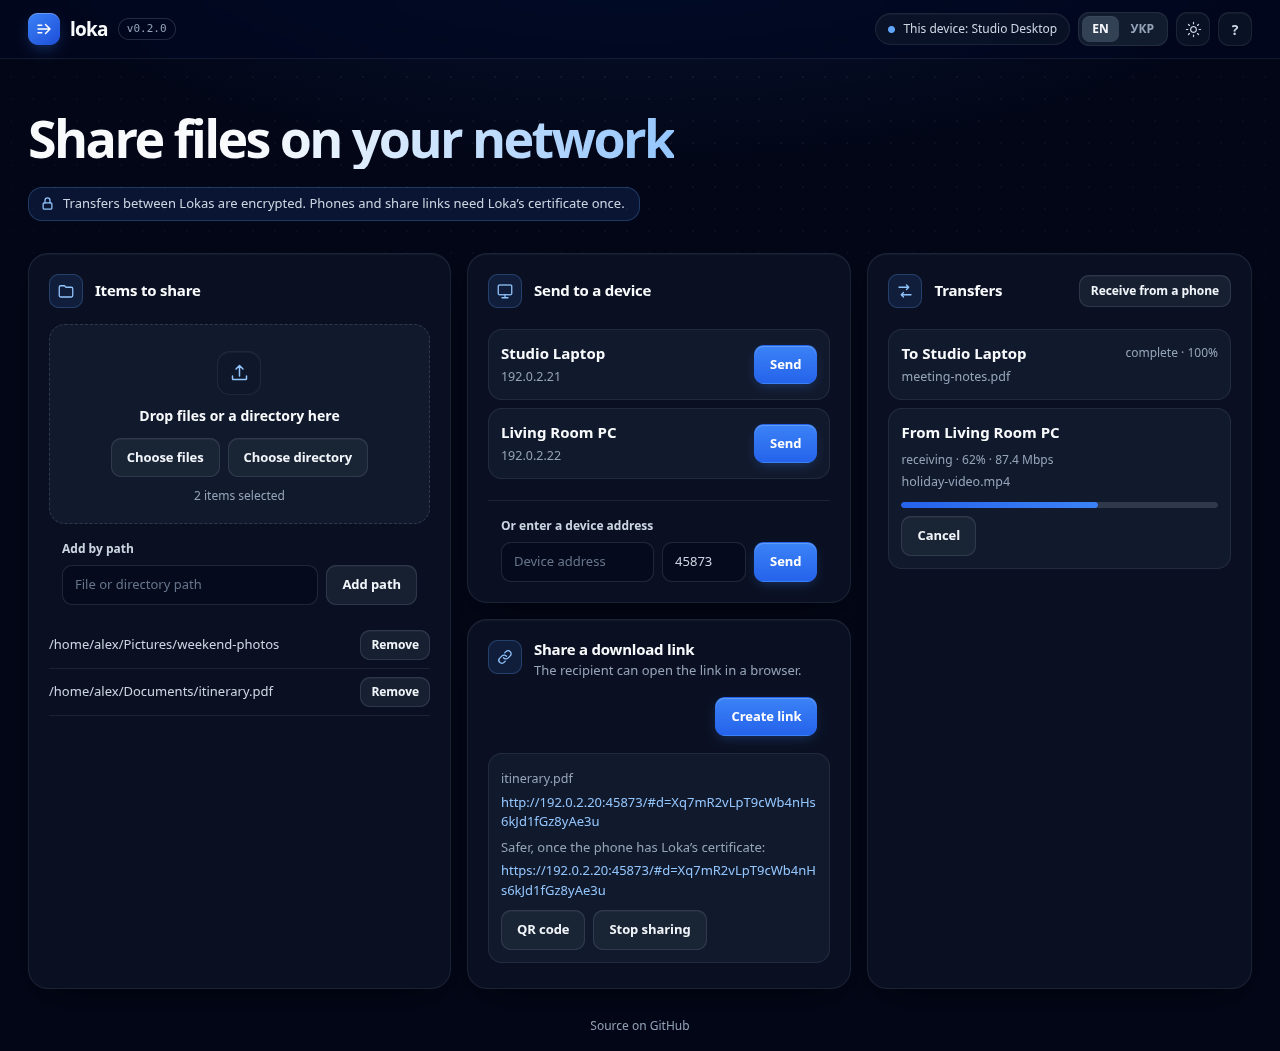 loka
v0.2.0
This device: Studio Desktop
EN
УКР
?
Share files on your network
Transfers between Lokas are encrypted. Phones and share links need Loka’s certificate once.
Items to share
Drop files or a directory here
Choose files
Choose directory
2 items selected
Add by path
File or directory path
Add path
/home/alex/Pictures/weekend-photos
Remove
/home/alex/Documents/itinerary.pdf
Remove
Send to a device
Studio Laptop
192.0.2.21
Send
Living Room PC
192.0.2.22
Send
Or enter a device address
Device address
45873
Send
Share a download link
The recipient can open the link in a browser.
Create link
itinerary.pdf
http://192.0.2.20:45873/#d=Xq7mR2vLpT9cWb4nHs
6kJd1fGz8yAe3u
Safer, once the phone has Loka’s certificate:
https://192.0.2.20:45873/#d=Xq7mR2vLpT9cWb4nH
s6kJd1fGz8yAe3u
QR code
Stop sharing
Transfers
Receive from a phone
To Studio Laptop
complete · 100%
meeting-notes.pdf
From Living Room PC
receiving · 62% · 87.4 Mbps
holiday-video.mp4
Cancel
Source on GitHub